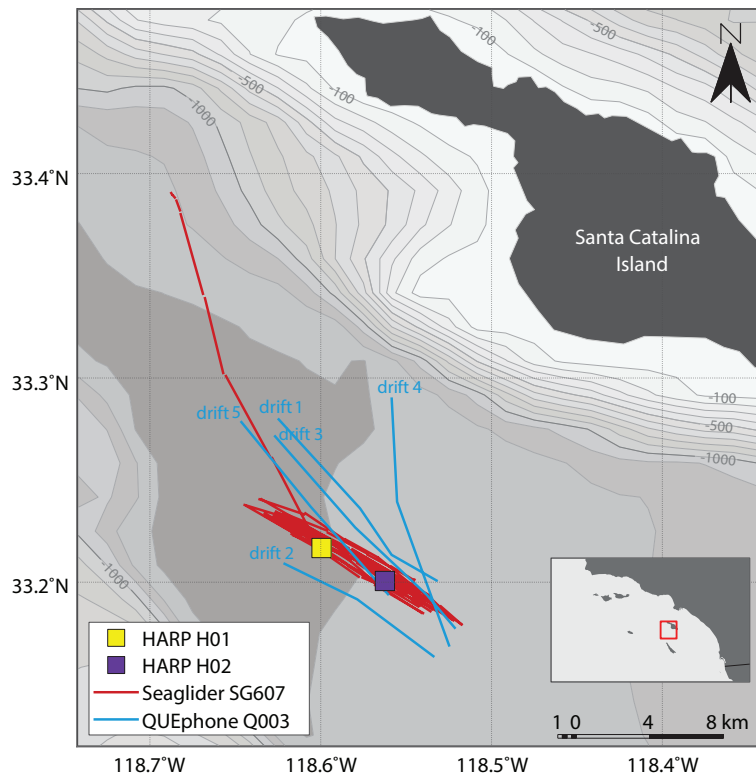 -100
-500
N
-500
-1000
-100
33.4°N
Santa Catalina
Island
33.3°N
drift 4
-100
drift 5
drift 1
-500
drift 3
-1000
drift 2
33.2°N
-1000
HARP H01
HARP H02
Seaglider SG607
QUEphone Q003
1 0 4 8 km
118.7°W
118.6°W
118.5°W
118.4°W